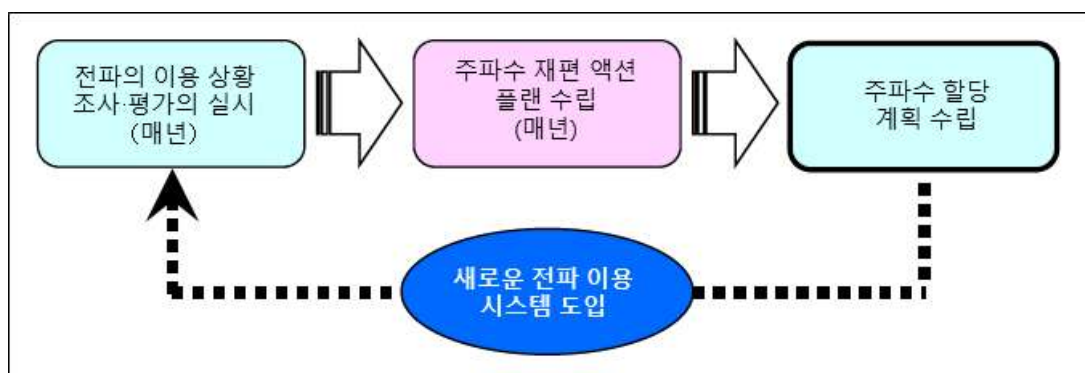 전파의 이용 상황
조사·평가의 실시
(매년)
주파수 재편 액션
플랜 수립
(매년)
주파수 할당
계획 수립
새로운 전파 이용
시스템 도입